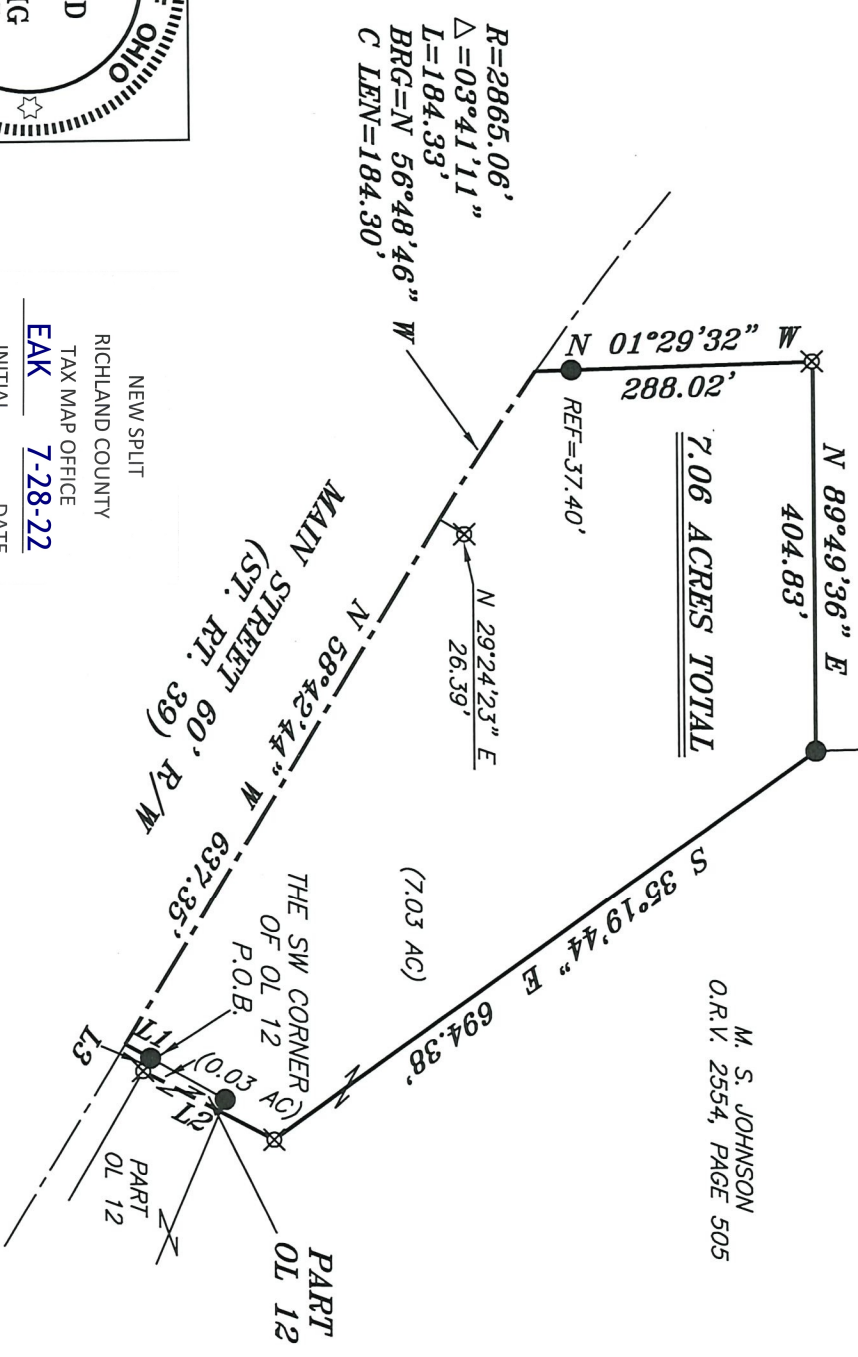 OHIO
D
G
R=2865.06'
△=03°41'11"
L=184.33'
BRG=N 56°48'46" W
C LEN=184.30'
N 01°29'32" W
288.02'
REF=37.40'
N 89°49'36" E
404.83'
7.06 ACRES TOTAL
N 29°24'23" E
26.39'
S 35°19'44" E 694.38'
M. S. JOHNSON
O.R.V. 2554, PAGE 505
(7.03 AC)
N 58°42'44" W 637.35'
MAIN STREET 60' R/W
(ST. RT. 39)
THE SW CORNER
OF OL 12
P.O.B.
L1
(0.03 AC)
L2
L3
PART
OL 12
PART
OL 12
NEW SPLIT
RICHLAND COUNTY
TAX MAP OFFICE
EAK 7-28-22
INITIAL DATE